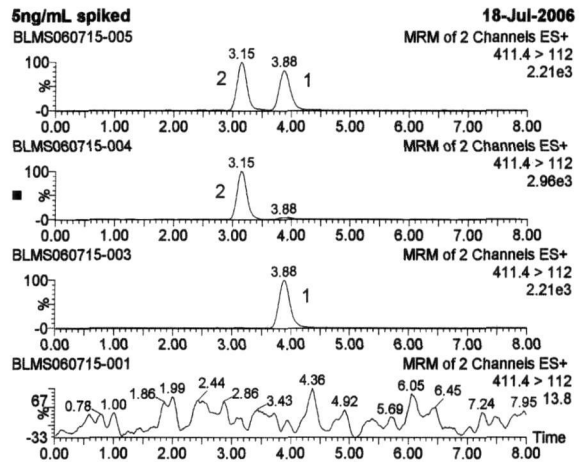 5ng/mL spiked 18-Jul-2006
BLMS060715-005 MRM of 2 Channels ES+
411.4 > 112
2.21e3
3.15 3.88
2 1
100
%
-0
0.00 1.00 2.00 3.00 4.00 5.00 6.00 7.00 8.00
BLMS060715-004 MRM of 2 Channels ES+
411.4 > 112
2.96e3
3.15
2
3.88
100
%
-0
0.00 1.00 2.00 3.00 4.00 5.00 6.00 7.00 8.00
BLMS060715-003 MRM of 2 Channels ES+
411.4 > 112
2.21e3
3.88
1
100
%
-0
0.00 1.00 2.00 3.00 4.00 5.00 6.00 7.00 8.00
BLMS060715-001 MRM of 2 Channels ES+
411.4 > 112
13.8
0.78 1.00 1.86 1.99 2.44 2.86 3.43 4.36 4.92 5.69 6.05 6.45 7.24 7.95
67
%
-33
Time
0.00 1.00 2.00 3.00 4.00 5.00 6.00 7.00 8.00